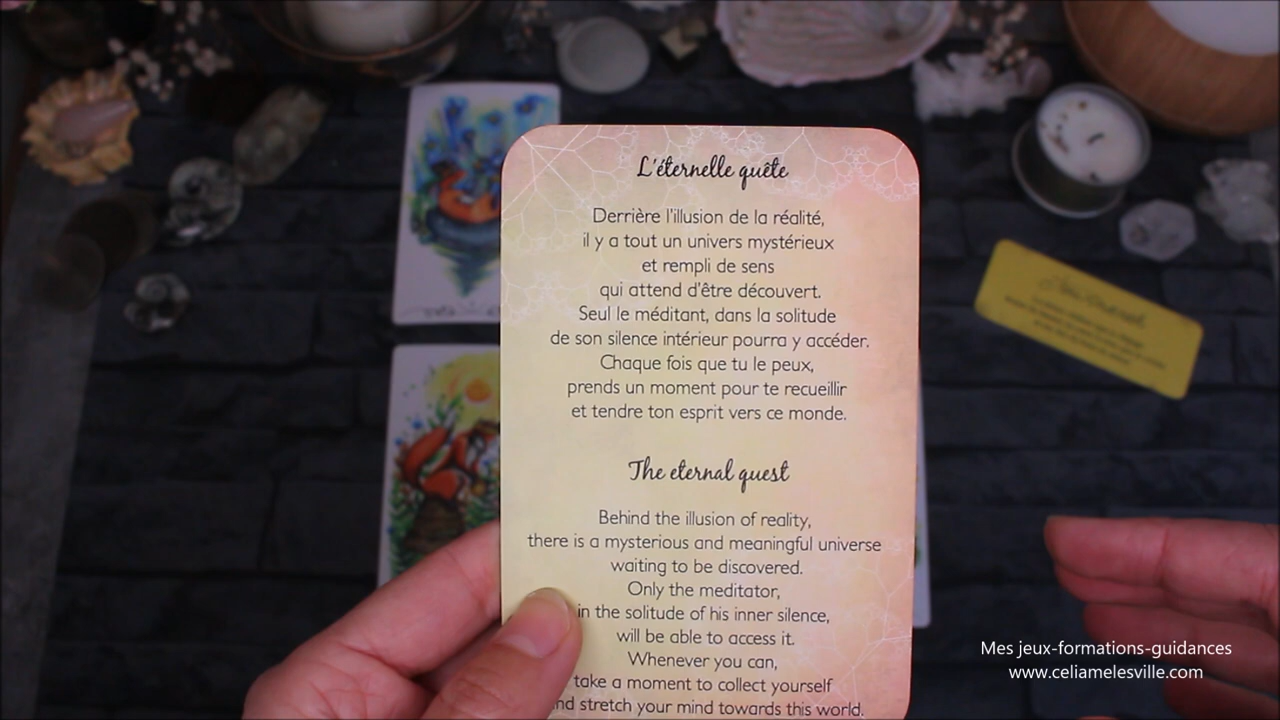 L'éternelle quête
Derrière l'illusion de la réalité,
il y a tout un univers mystérieux
et rempli de sens
qui attend d'être découvert.
Seul le méditant, dans la solitude
de son silence intérieur pourra y accéder.
Chaque fois que tu le peux,
prends un moment pour te recueillir
et tendre ton esprit vers ce monde.
The eternal quest
Behind the illusion of reality,
there is a mysterious and meaningful universe
waiting to be discovered.
Only the meditator,
in the solitude of his inner silence,
will be able to access it.
Whenever you can,
take a moment to collect yourself
nd stretch your mind towards this world.
Mes jeux-formations-guidances
www.celiamelesville.com